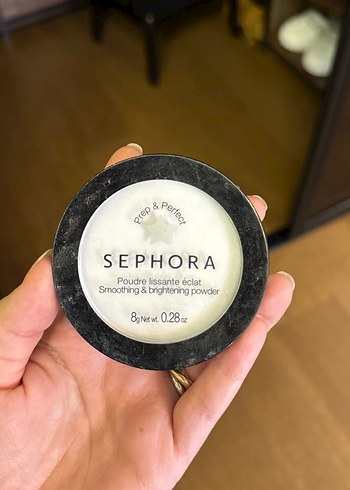 Prep & Perfect
SEPHORA
Poudre lissante éclat
Smoothing & brightening powder
8g Net wt. 0.28 oz